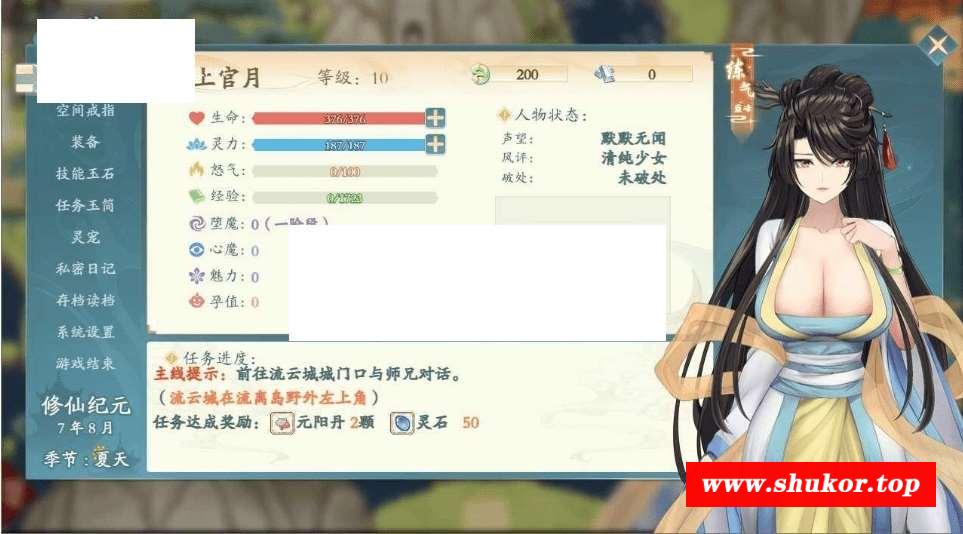 上官月 等级：10
200
0
空间戒指
装备
技能玉石
任务玉简
灵宠
私密日记
存档读档
系统设置
游戏结束
修仙纪元
7年8月
季节：夏天
生命：376/376
灵力：187/187
怒气：0/100
经验：0/1723
堕魔：0（一阶段）
心魔：0
魅力：0
孕值：0
人物状态：
声望： 默默无闻
风评： 清纯少女
破处： 未破处
任务进度：
主线提示：前往流云城城门口与师兄对话。
（流云城在流离岛野外左上角）
任务达成奖励： 元阳丹 2颗 灵石 50
练气
www.shukor.top